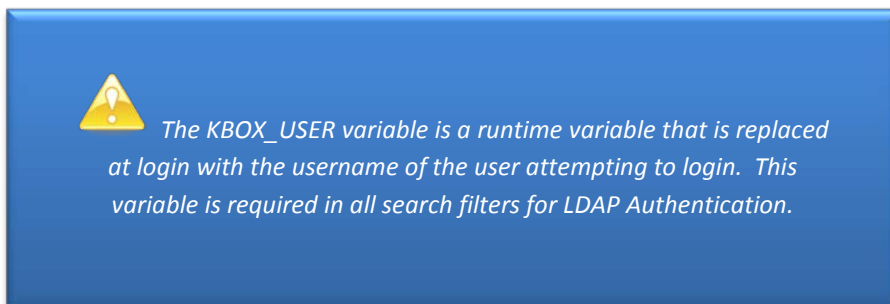 The KBOX_USER variable is a runtime variable that is replaced
at login with the username of the user attempting to login.  This
variable is required in all search filters for LDAP Authentication.